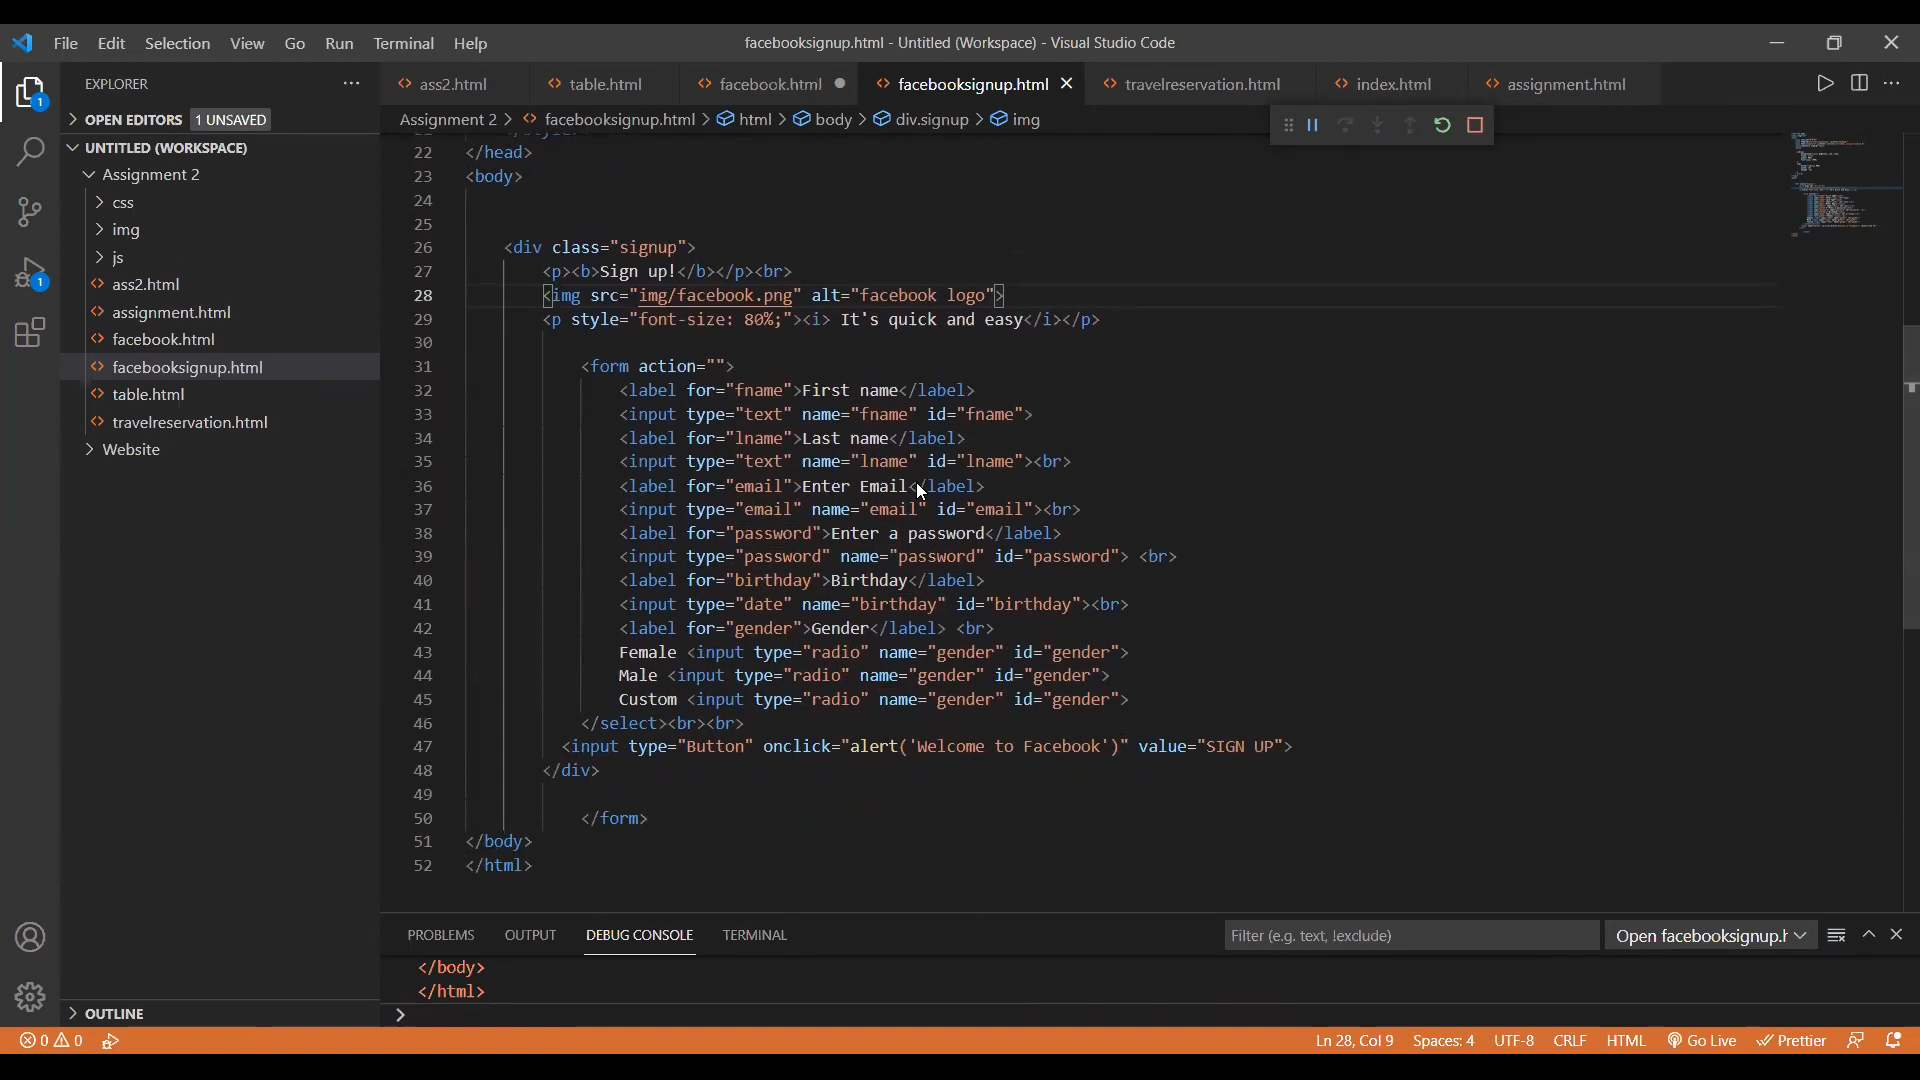 File Edit Selection View Go Run Terminal Help
facebooksignup.html - Untitled (Workspace) - Visual Studio Code
EXPLORER
OPEN EDITORS 1 UNSAVED
UNTITLED (WORKSPACE)
Assignment 2
css
img
js
ass2.html
assignment.html
facebook.html
facebooksignup.html
table.html
travelreservation.html
Website
OUTLINE
1
1
ass2.html table.html facebook.html facebooksignup.html travelreservation.html index.html assignment.html
Assignment 2 > facebooksignup.html > html > body > div.signup > img
22 </head>
23 <body>
24
25
26 <div class="signup">
27 <p><b>Sign up!</b></p><br>
28 <img src="img/facebook.png" alt="facebook logo">
29 <p style="font-size: 80%;"><i> It's quick and easy</i></p>
30
31 <form action="">
32 <label for="fname">First name</label>
33 <input type="text" name="fname" id="fname">
34 <label for="lname">Last name</label>
35 <input type="text" name="lname" id="lname"><br>
36 <label for="email">Enter Email</label>
37 <input type="email" name="email" id="email"><br>
38 <label for="password">Enter a password</label>
39 <input type="password" name="password" id="password"> <br>
40 <label for="birthday">Birthday</label>
41 <input type="date" name="birthday" id="birthday"><br>
42 <label for="gender">Gender</label> <br>
43 Female <input type="radio" name="gender" id="gender">
44 Male <input type="radio" name="gender" id="gender">
45 Custom <input type="radio" name="gender" id="gender">
46 </select><br><br>
47 <input type="Button" onclick="alert('Welcome to Facebook')" value="SIGN UP">
48 </div>
49
50 </form>
51 </body>
52 </html>
PROBLEMS OUTPUT DEBUG CONSOLE TERMINAL
Filter (e.g. text, !exclude)
Open facebooksignup.h
</body>
</html>
0 0
Ln 28, Col 9 Spaces: 4 UTF-8 CRLF HTML Go Live Prettier